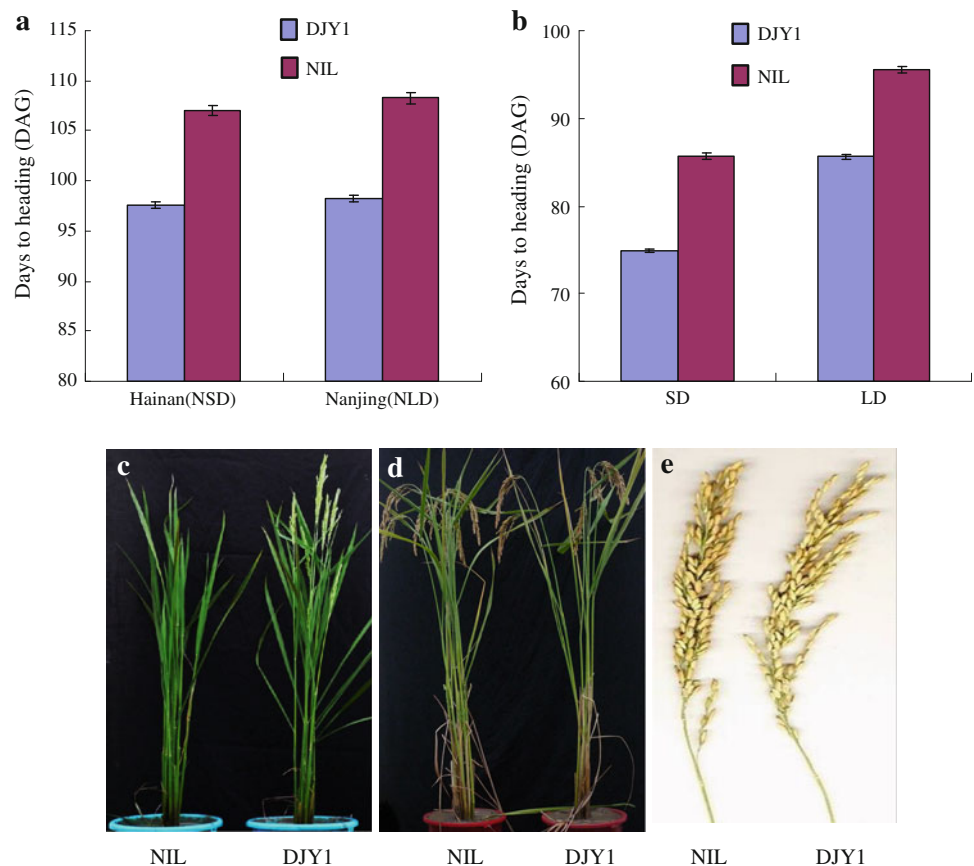 a
DJY1
NIL
Days to heading (DAG)
115
110
105
100
95
90
85
80
Hainan(NSD) Nanjing(NLD)
b
DJY1
NIL
Days to heading (DAG)
100
90
80
70
60
SD LD
c
NIL DJY1
d
NIL DJY1
e
NIL DJY1